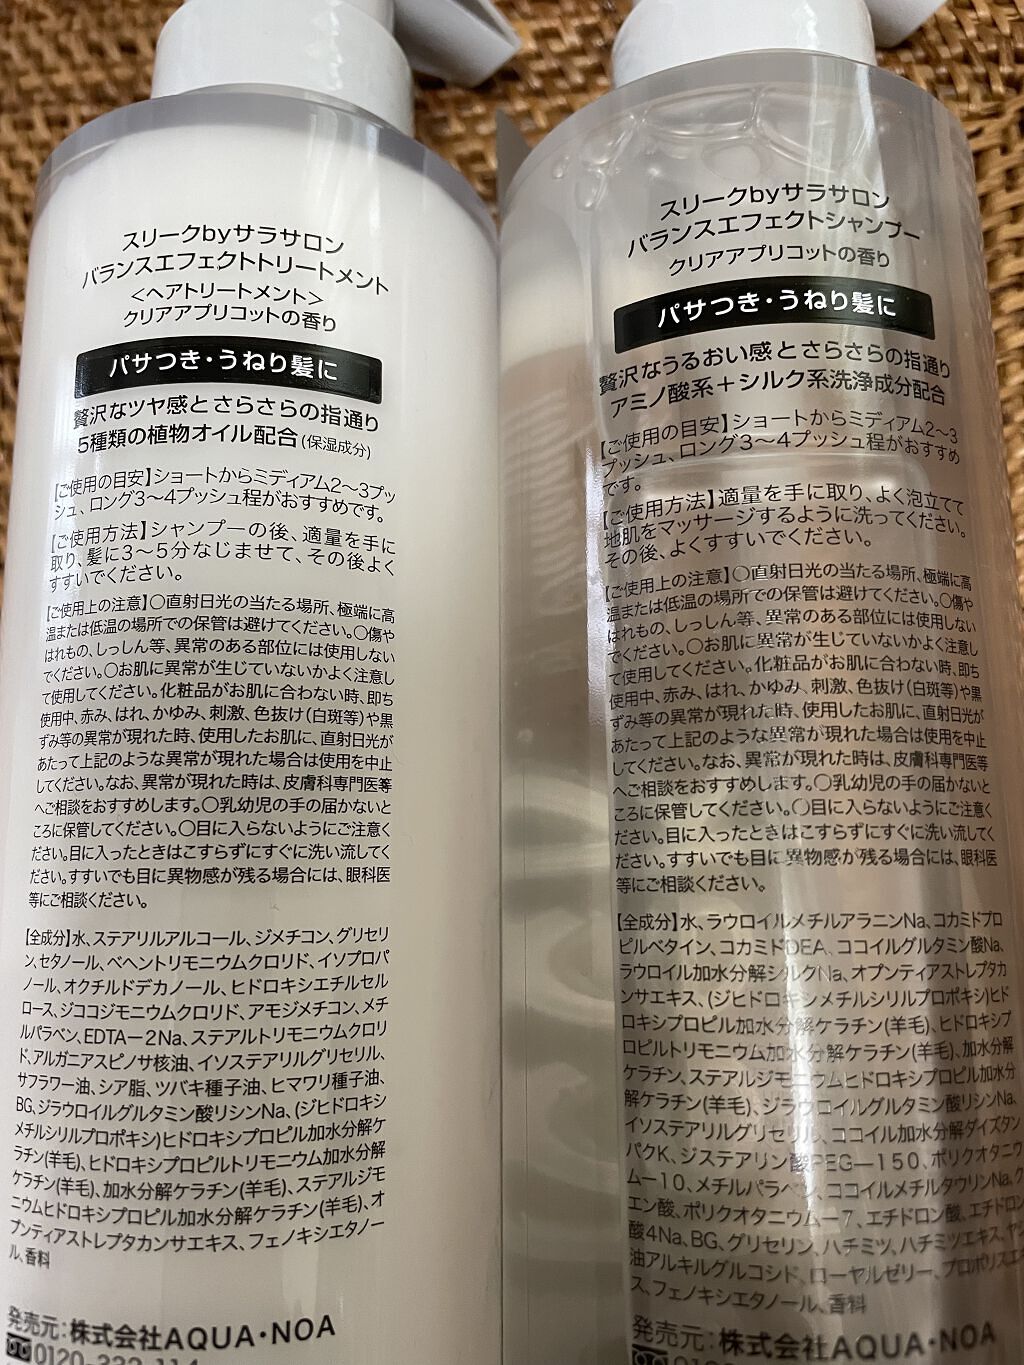 スリークbyサラサロン
バランスエフェクトトリートメント
<ヘアトリートメント>
クリアアプリコットの香り
パサつき・うねり髪に
贅沢なツヤ感とさらさらの指通り
5種類の植物オイル配合(保湿成分)
【ご使用の目安】ショートからミディアム2〜3プッ
シュ、ロング3〜4プッシュ程がおすすめです。
【ご使用方法】シャンプーの後、適量を手に
取り、髪に3〜5分なじませて、その後よく
すすいでください。
【ご使用上の注意】○直射日光の当たる場所、極端に高
温または低温の場所での保管は避けてください。○傷や
はれもの、しっしん等、異常のある部位には使用しない
でください。○お肌に異常が生じていないかよく注意し
て使用してください。化粧品がお肌に合わない時、即ち
使用中、赤み、はれ、かゆみ、刺激、色抜け(白斑等)や黒
ずみ等の異常が現れた時、使用したお肌に、直射日光が
あたって上記のような異常が現れた場合は使用を中止
してください。なお、異常が現れた時は、皮膚科専門医等
へご相談をおすすめします。○乳幼児の手の届かないと
ころに保管してください。○目に入らないようにご注意く
ださい。目に入ったときはこすらずにすぐに洗い流してく
ださい。すすいでも目に異物感が残る場合には、眼科医
等にご相談ください。
【全成分】水、ステアリルアルコール、ジメチコン、グリセリ
ン、セタノール、ベヘントリモニウムクロリド、イソプロパ
ノール、オクチルドデカノール、ヒドロキシエチルセル
ロース、ジココジモニウムクロリド、アモジメチコン、メチ
ルパラベン、EDTA−2Na、ステアルトリモニウムクロリ
ド、アルガニアスピノサ核油、イソステアリルグリセリル、
サフラワー油、シア脂、ツバキ種子油、ヒマワリ種子油、
BG、ジラウロイルグルタミン酸リシンNa、(ジヒドロキシ
メチルシリルプロポキシ)ヒドロキシプロピル加水分解ケ
ラチン(羊毛)、ヒドロキシプロピルトリモニウム加水分解
ケラチン(羊毛)、加水分解ケラチン(羊毛)、ステアルジモ
ニウムヒドロキシプロピル加水分解ケラチン(羊毛)、オ
プンティアストレプタカンサエキス、フェノキシエタノー
ル、香料
発売元:株式会社AQUA・NOA
0120-332-114
スリークbyサラサロン
バランスエフェクトシャンプー
クリアアプリコットの香り
パサつき・うねり髪に
贅沢なうるおい感とさらさらの指通り
アミノ酸系＋シルク系洗浄成分配合
【ご使用の目安】ショートからミディアム2〜3
プッシュ、ロング3〜4プッシュ程がおすすめ
です。
【ご使用方法】適量を手に取り、よく泡立てて
地肌をマッサージするように洗ってください。
その後、よくすすいでください。
【ご使用上の注意】○直射日光の当たる場所、極端に高
温または低温の場所での保管は避けてください。○傷や
はれもの、しっしん等、異常のある部位には使用しない
でください。○お肌に異常が生じていないかよく注意し
て使用してください。化粧品がお肌に合わない時、即ち
使用中、赤み、はれ、かゆみ、刺激、色抜け(白斑等)や黒
ずみ等の異常が現れた時、使用したお肌に、直射日光が
あたって上記のような異常が現れた場合は使用を中止
してください。なお、異常が現れた時は、皮膚科専門医等
へご相談をおすすめします。○乳幼児の手の届かないと
ころに保管してください。○目に入らないようにご注意く
ださい。目に入ったときはこすらずにすぐに洗い流してく
ださい。すすいでも目に異物感が残る場合には、眼科医
等にご相談ください。
【全成分】水、ラウロイルメチルアラニンNa、コカミドプロ
ピルベタイン、コカミドDEA、ココイルグルタミン酸Na、
ラウロイル加水分解シルクNa、オプンティアストレプタカ
ンサエキス、(ジヒドロキシメチルシリルプロポキシ)ヒド
ロキシプロピル加水分解ケラチン(羊毛)、ヒドロキシプ
ロピルトリモニウム加水分解ケラチン(羊毛)、加水分解
ケラチン、ステアルジモニウムヒドロキシプロピル加水分
解ケラチン(羊毛)、ジラウロイルグルタミン酸リシンNa、
イソステアリルグリセリル、ココイル加水分解ダイズタン
パクK、ジステアリン酸PEG—150、ポリクオタニウ
ム—10、メチルパラベン、ココイルメチルタウリンNa、ク
エン酸、ポリクオタニウム—7、エチドロン酸、エチドロン
酸4Na、BG、グリセリン、ハチミツ、ハチミツエキス、ヤシ
油アルキルグルコシド、ローヤルゼリー、プロポリスエキ
ス、フェノキシエタノール、香料
発売元:株式会社AQUA・NOA